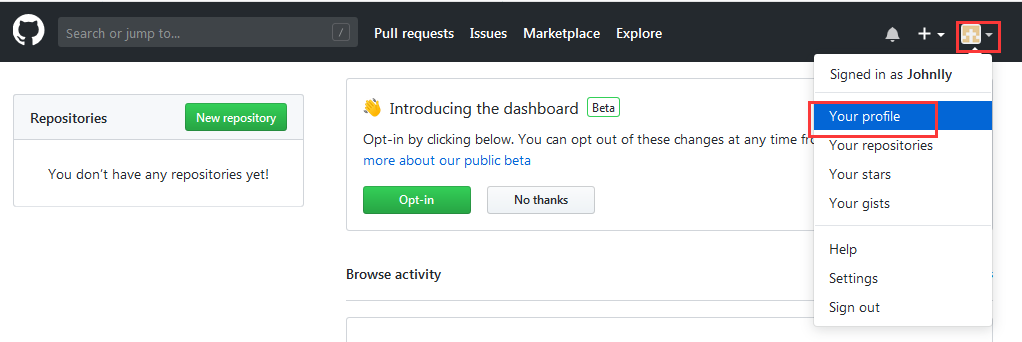 Search or jump to... /
Pull requests Issues Marketplace Explore
Signed in as Johnlly
Your profile
Your repositories
Your stars
Your gists
Help
Settings
Sign out
Repositories
New repository
You don't have any repositories yet!
Introducing the dashboard Beta
Opt-in by clicking below. You can opt out of these changes at any time
more about our public beta
Opt-in
No thanks
Browse activity